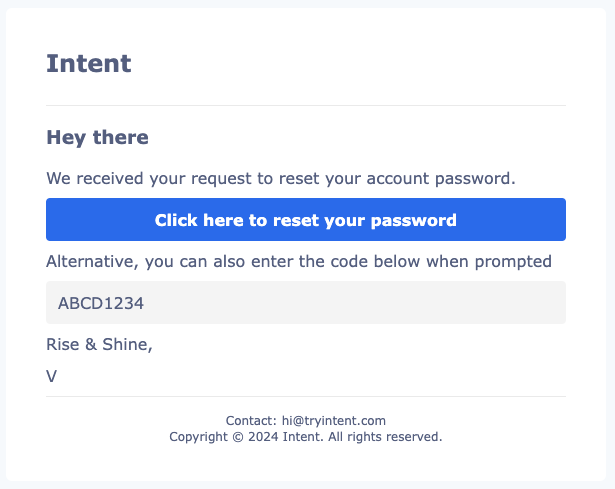 Intent
Hey there
We received your request to reset your account password.
Click here to reset your password
Alternative, you can also enter the code below when prompted
ABCD1234
Rise & Shine,
V
Contact: hi@tryintent.com
Copyright © 2024 Intent. All rights reserved.